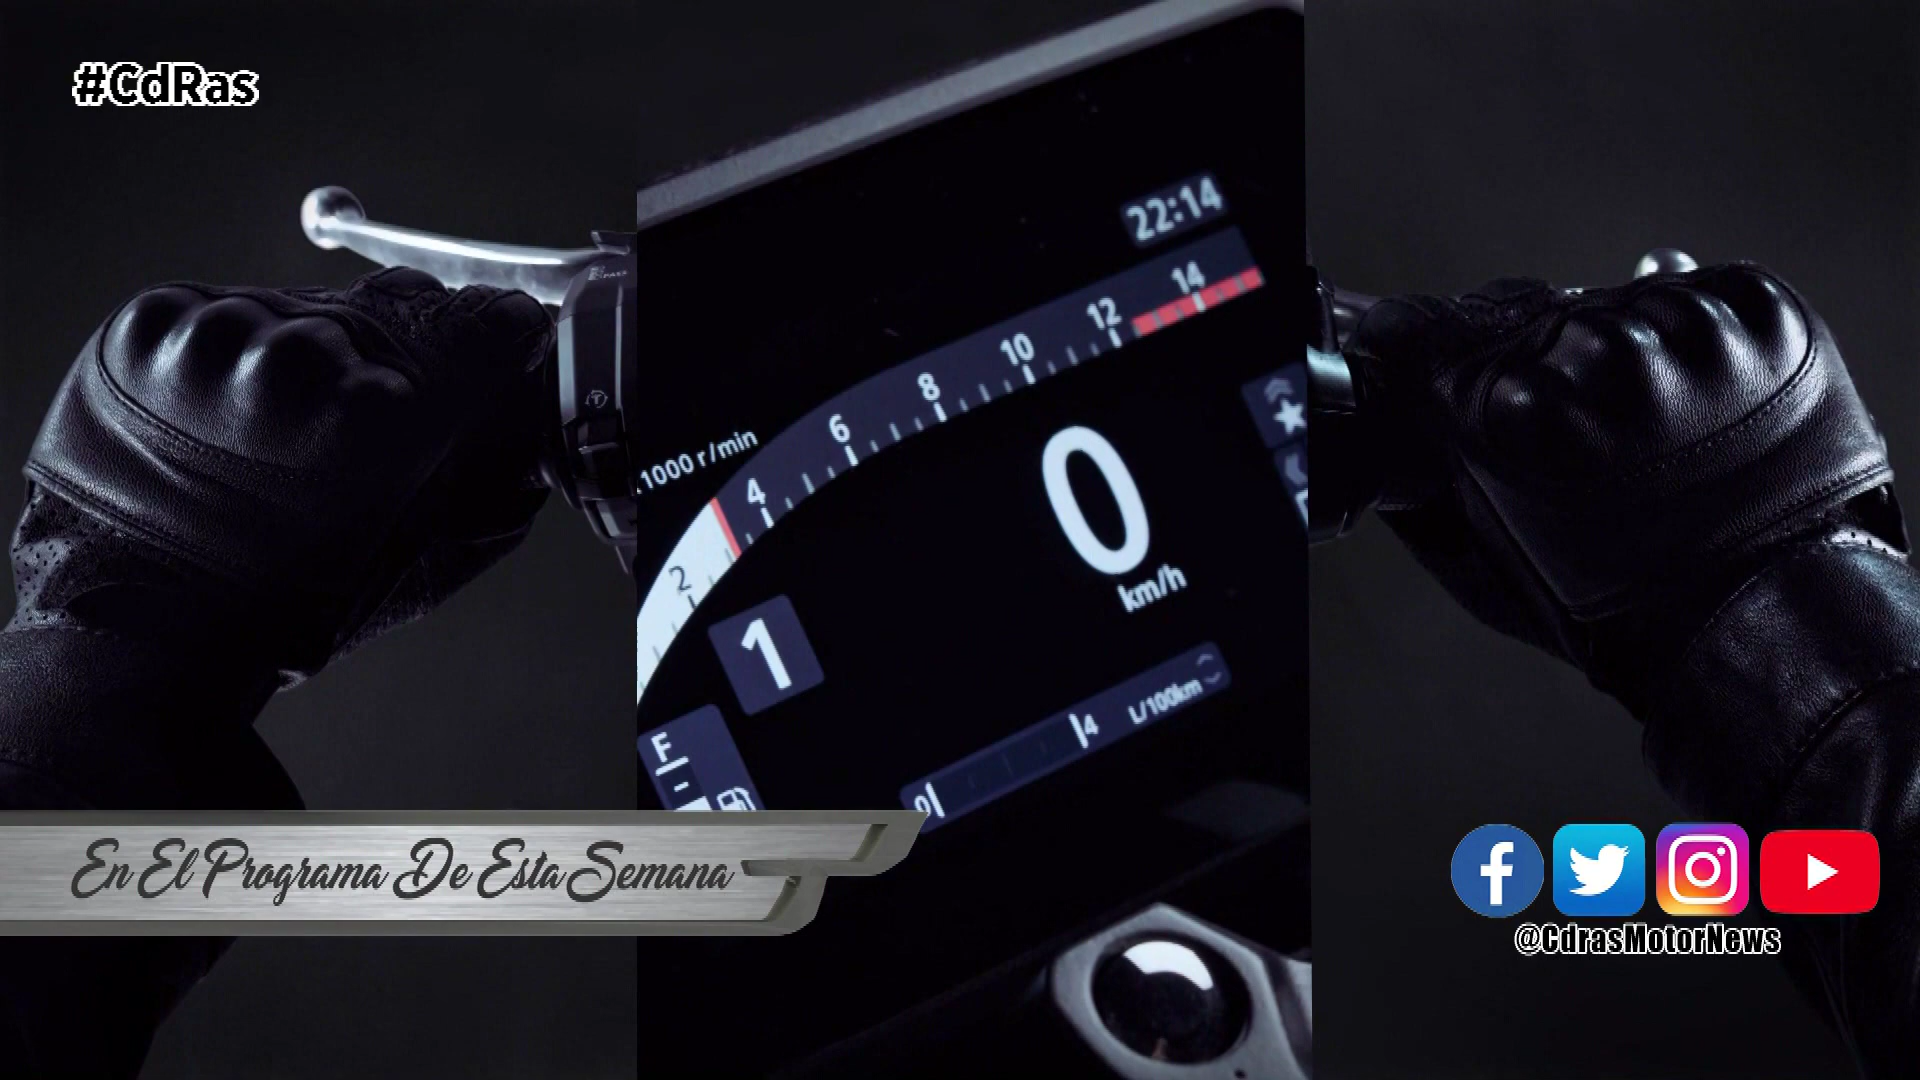 #CdRas
22:14
PASS
1000 r/min
2
4
6
8
10
12
14
0
km/h
1
F
0
4
L/100km
En El Programa De Esta Semana
@CdrasMotorNews